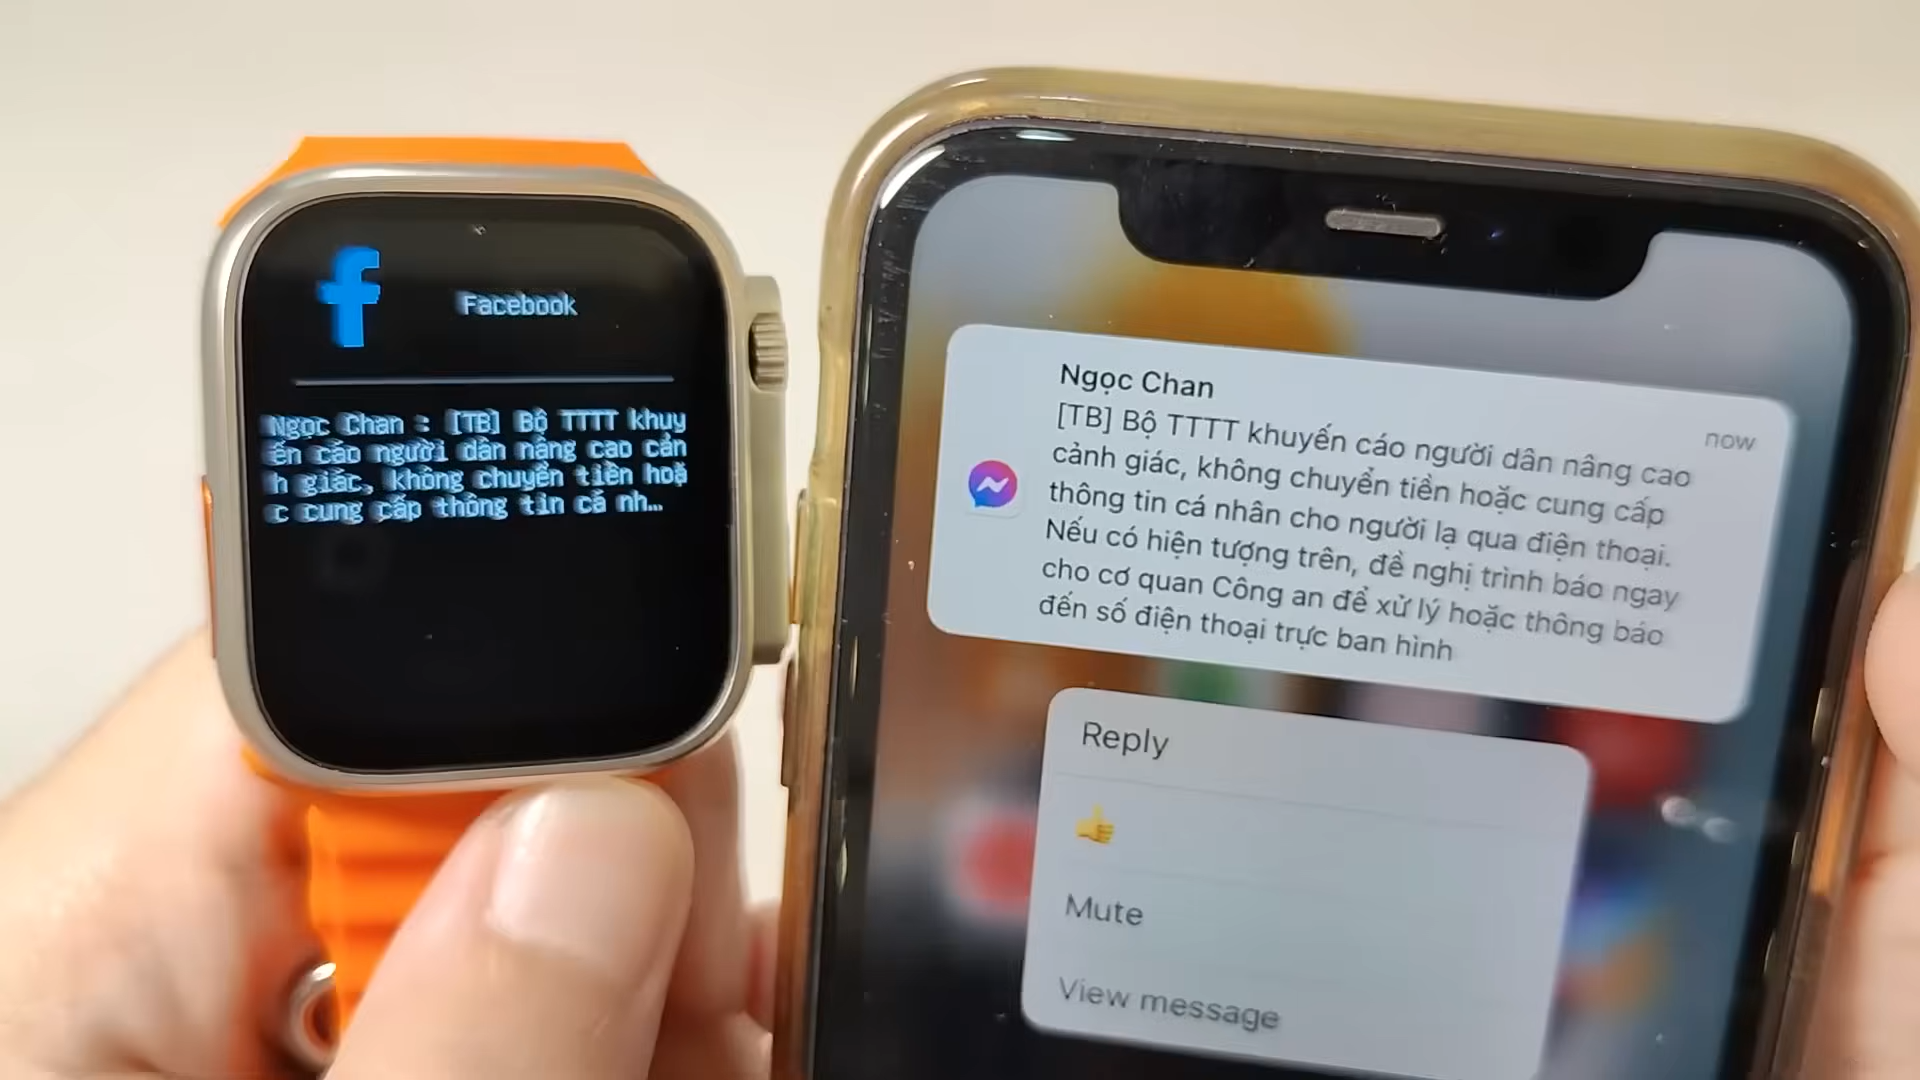 Facebook
Ngọc Chan : [TB] Bộ TTTT khuy
ến cáo người dân nâng cao cản
h giác, không chuyển tiền hoặ
c cung cấp thông tin cá nh...
Ngọc Chan
now
[TB] Bộ TTTT khuyến cáo người dân nâng cao
cảnh giác, không chuyển tiền hoặc cung cấp
thông tin cá nhân cho người lạ qua điện thoại.
Nếu có hiện tượng trên, đề nghị trình báo ngay
cho cơ quan Công an để xử lý hoặc thông báo
đến số điện thoại trực ban hình
Reply
Mute
View message